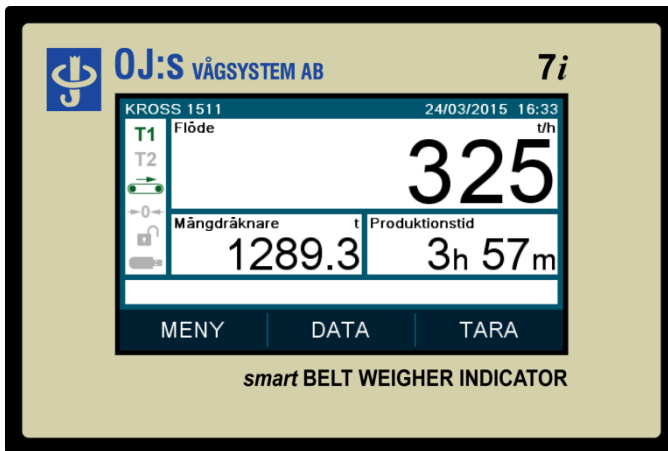 OJ:S VÅGSYSTEM AB 7i
KROSS 1511 24/03/2015 16:33
T1 Flöde t/h
T2 325
0
Mängdräknare t Produktionstid
1289.3 3h 57m
MENY DATA TARA
smart BELT WEIGHER INDICATOR